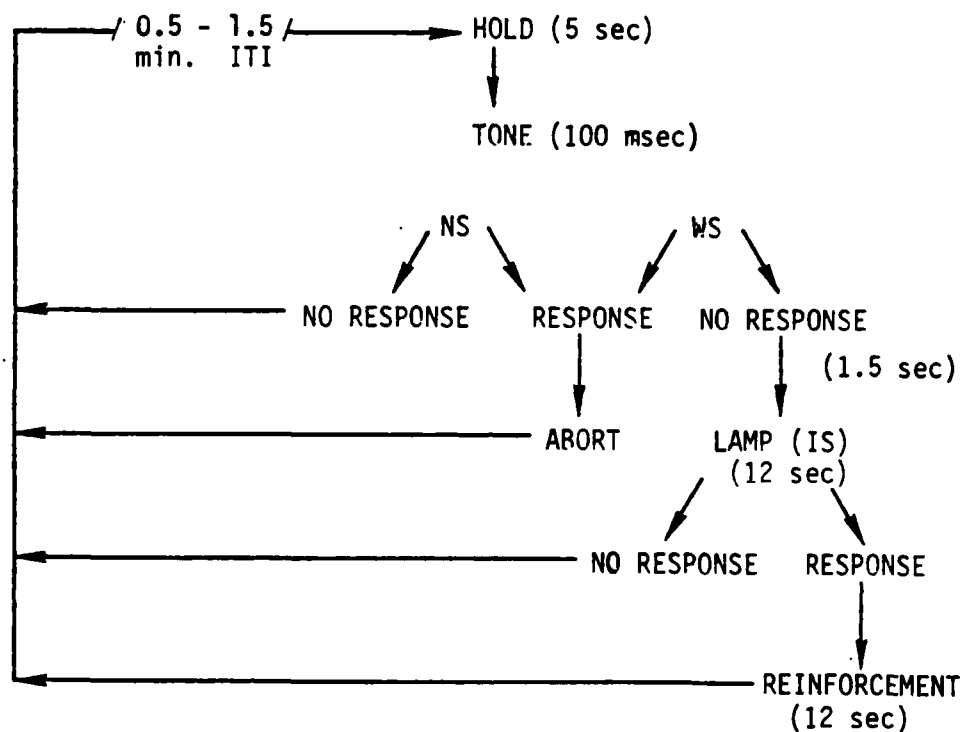 0.5 - 1.5
min. ITI
HOLD (5 sec)
TONE (100 msec)
NS
WS
NO RESPONSE
RESPONSE
NO RESPONSE
(1.5 sec)
ABORT
LAMP (IS)
(12 sec)
NO RESPONSE
RESPONSE
REINFORCEMENT
(12 sec)